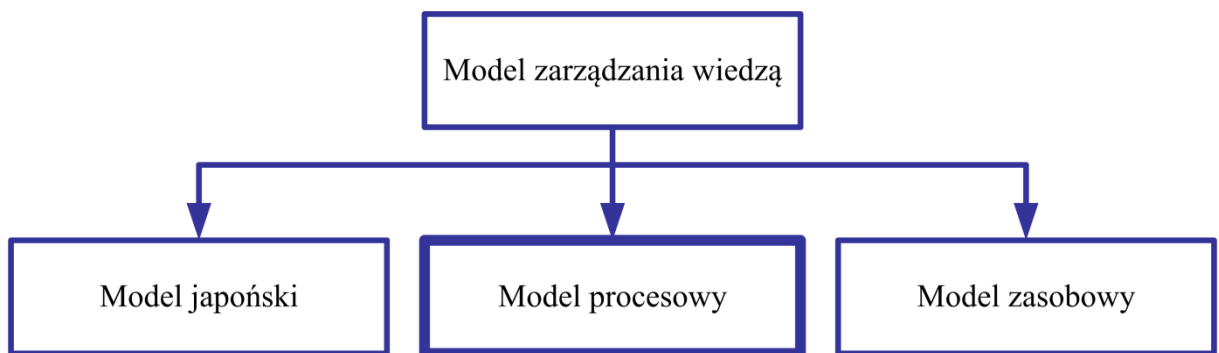 Model zarządzania wiedzą
Model japoński
Model procesowy
Model zasobowy